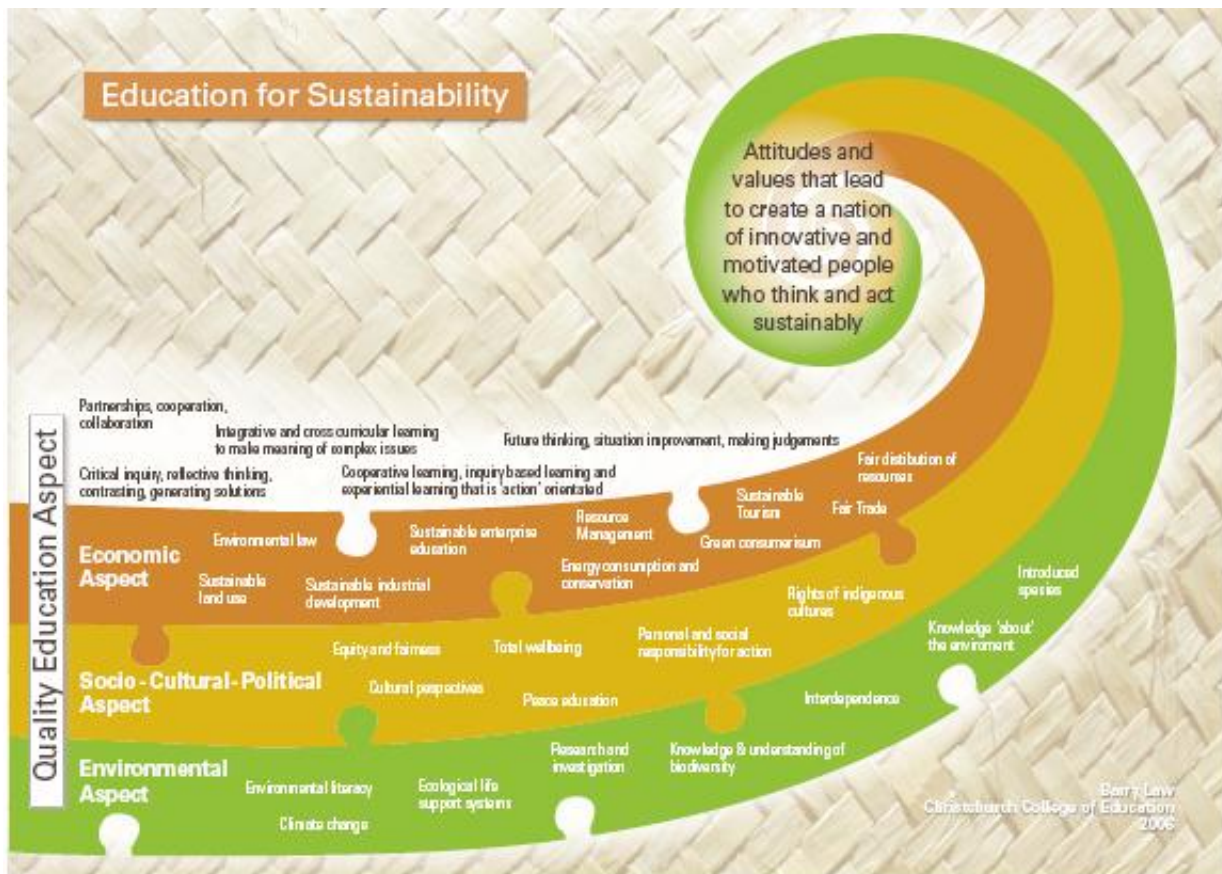 Education for Sustainability
Attitudes and
values that lead
to create a nation
of innovative and
motivated people
who think and act
sustainably
Quality Education Aspect
Partnerships, cooperation,
collaboration
Integrative and cross curricular learning
to make meaning of complex issues
Future thinking, situation improvement, making judgements
Critical inquiry, reflective thinking,
contrasting, generating solutions
Cooperative learning, inquiry based learning and
experiential learning that is 'action' orientated
Economic
Aspect
Environmental law
Sustainable
land use
Sustainable enterprise
education
Sustainable industrial
development
Resource
Management
Energy consumption and
conservation
Sustainable
Tourism
Green consumerisum
Fair Trade
Fair distibution of
resources
Socio - Cultural - Political
Aspect
Equity and fairness
Cultural perspectives
Total wellbeing
Peace education
Personal and social
responsibility for action
Rights of indigenous
cultures
Environmental
Aspect
Environmental literacy
Climate change
Ecological life
support systems
Research and
investigation
Knowledge & understanding of
biodiversity
Interdependence
Knowledge 'about'
the enviroment
Introduced
species
Barry Law
Christchurch College of Education
2006